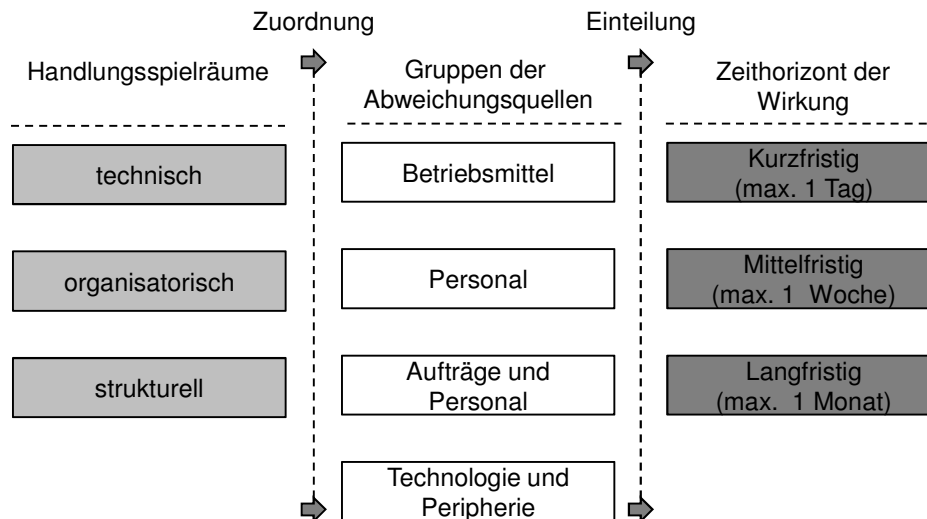 Zuordnung
Einteilung
Handlungsspielräume
Gruppen der
Abweichungsquellen
Zeithorizont der
Wirkung
technisch
Betriebsmittel
Kurzfristig
(max. 1 Tag)
organisatorisch
Personal
Mittelfristig
(max. 1 Woche)
strukturell
Aufträge und
Personal
Langfristig
(max. 1 Monat)
Technologie und
Peripherie